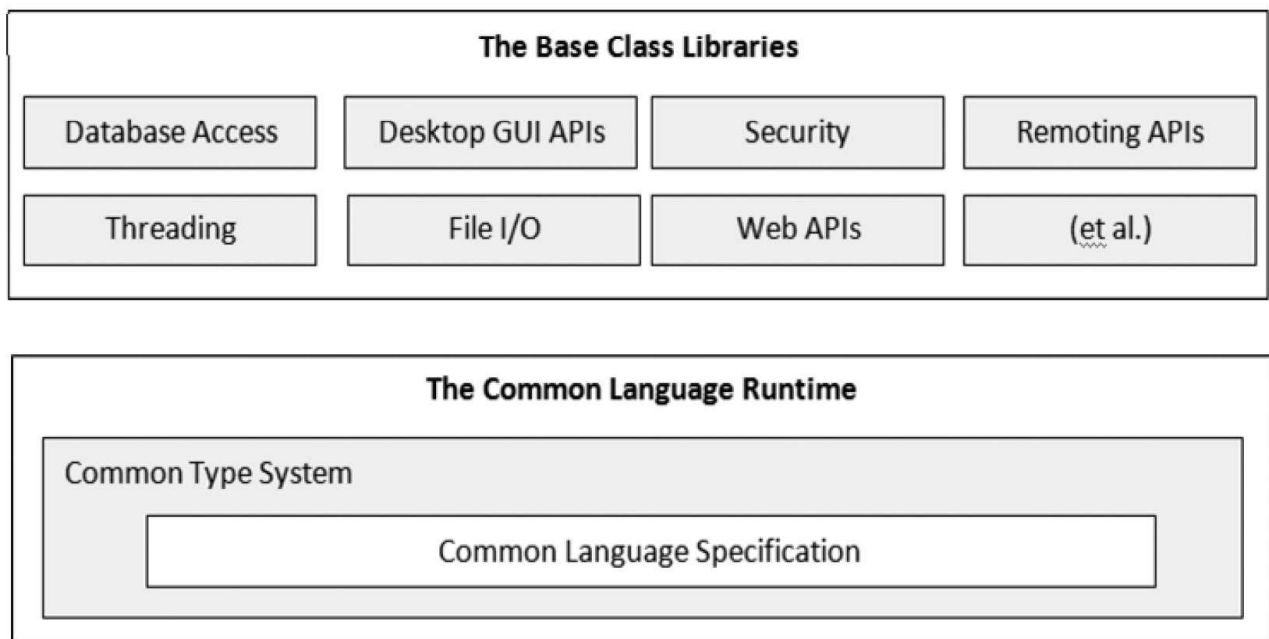 The Base Class Libraries
Database Access
Desktop GUI APIs
Security
Remoting APIs
Threading
File I/O
Web APIs
(et al.)
The Common Language Runtime
Common Type System
Common Language Specification